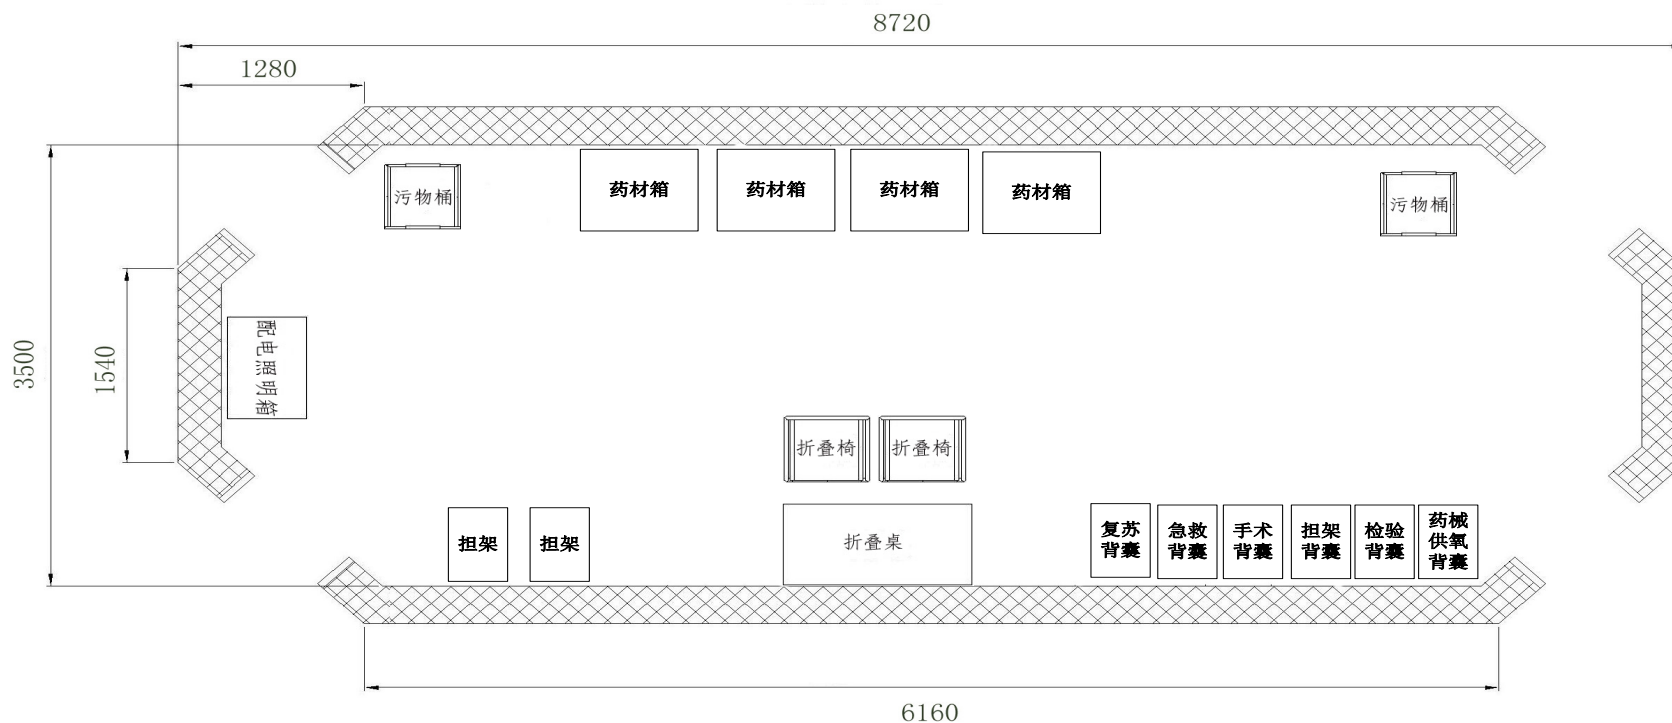 8720
1280
药材箱
药材箱
药材箱
药材箱
污物桶
污物桶
3500
1540
配电照明箱
折叠椅
折叠椅
担架
担架
折叠桌
复苏
背囊
急救
背囊
手术
背囊
担架
背囊
检验
背囊
药械
供氧
背囊
6160